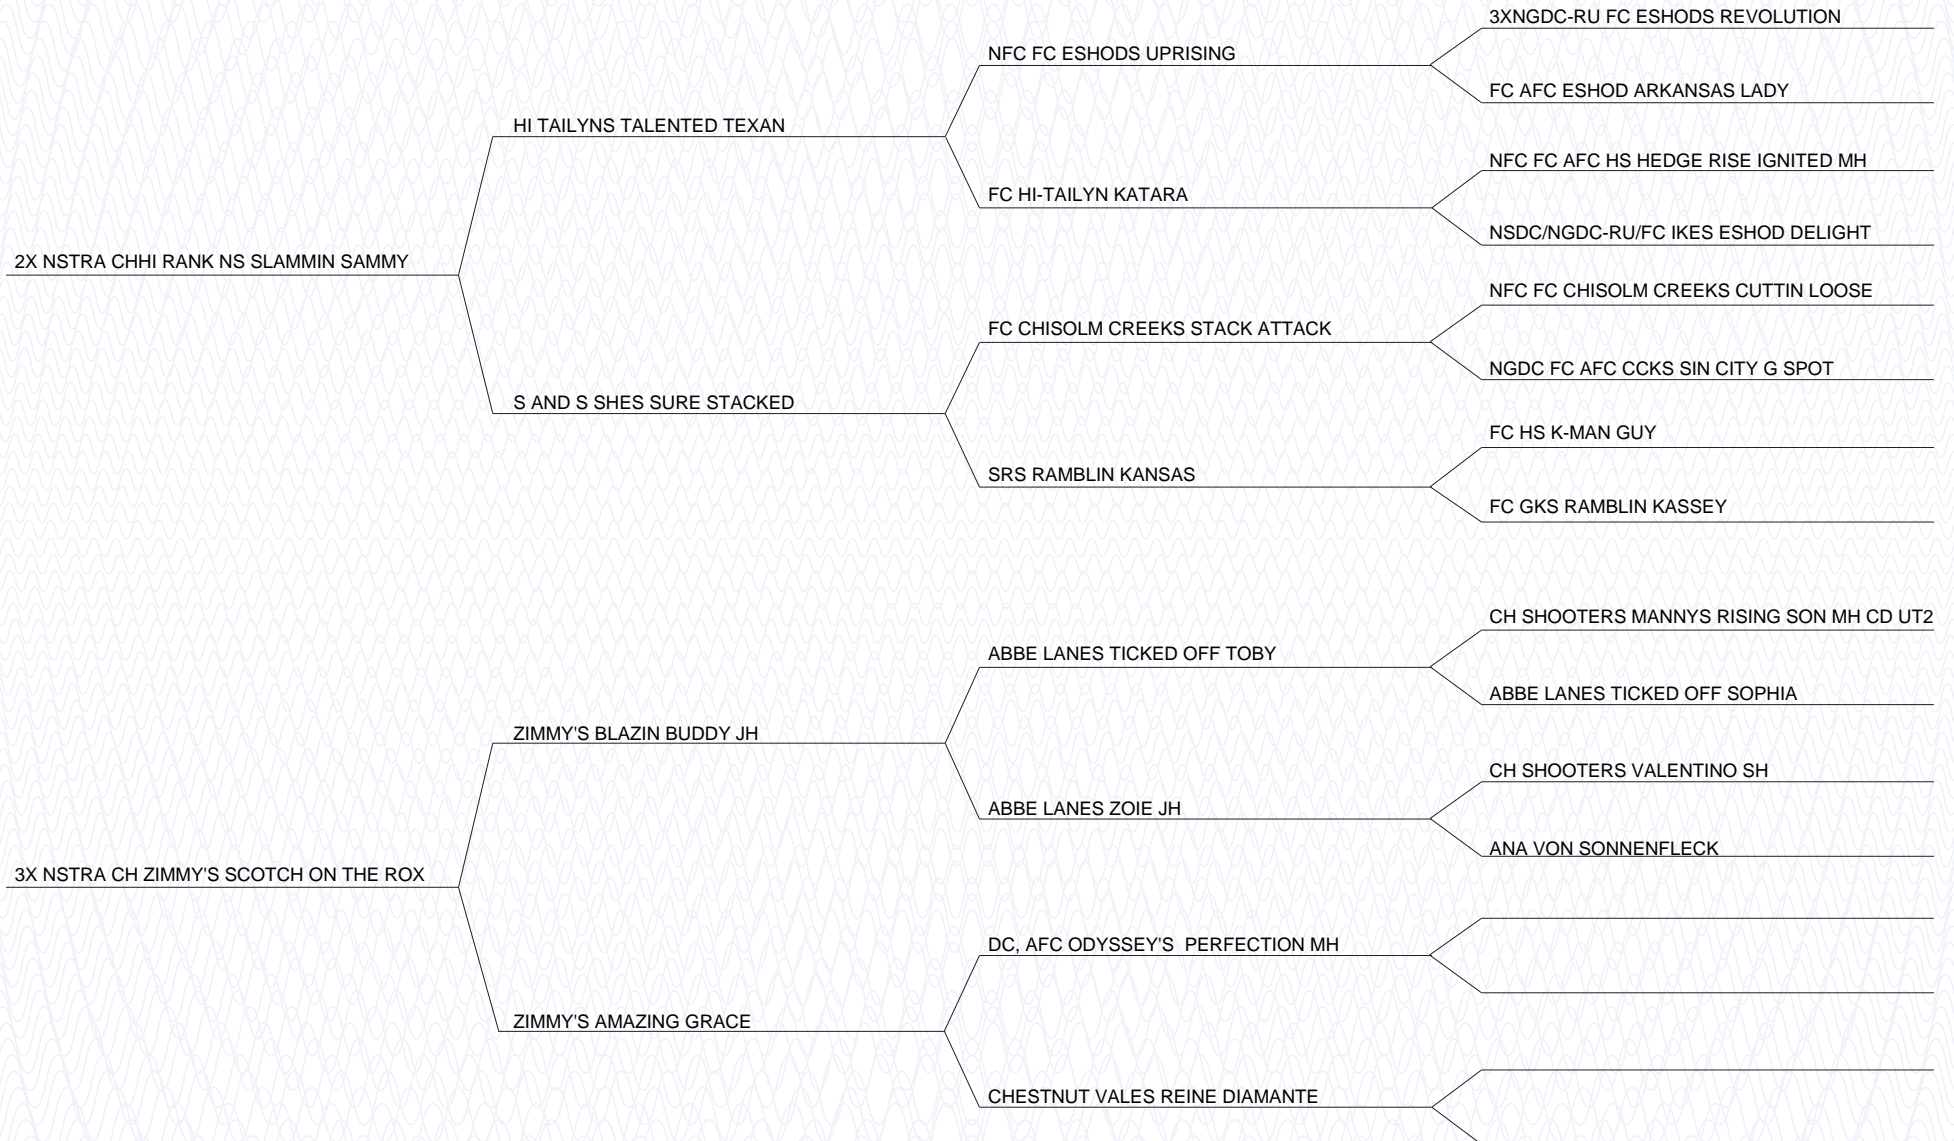 3XNGDC-RU FC ESHODS REVOLUTION
NFC FC ESHODS UPRISING
FC AFC ESHOD ARKANSAS LADY
HI TAILYNS TALENTED TEXAN
NFC FC AFC HS HEDGE RISE IGNITED MH
FC HI-TAILYN KATARA
NSDC/NGDC-RU/FC IKES ESHOD DELIGHT
2X NSTRA CHHI RANK NS SLAMMIN SAMMY
NFC FC CHISOLM CREEKS CUTTIN LOOSE
FC CHISOLM CREEKS STACK ATTACK
NGDC FC AFC CCKS SIN CITY G SPOT
S AND S SHES SURE STACKED
FC HS K-MAN GUY
SRS RAMBLIN KANSAS
FC GKS RAMBLIN KASSEY
CH SHOOTERS MANNYS RISING SON MH CD UT2
ABBE LANES TICKED OFF TOBY
ABBE LANES TICKED OFF SOPHIA
ZIMMY'S BLAZIN BUDDY JH
CH SHOOTERS VALENTINO SH
ABBE LANES ZOIE JH
ANA VON SONNENFLECK
3X NSTRA CH ZIMMY'S SCOTCH ON THE ROX
DC, AFC ODYSSEY'S  PERFECTION MH
ZIMMY'S AMAZING GRACE
CHESTNUT VALES REINE DIAMANTE